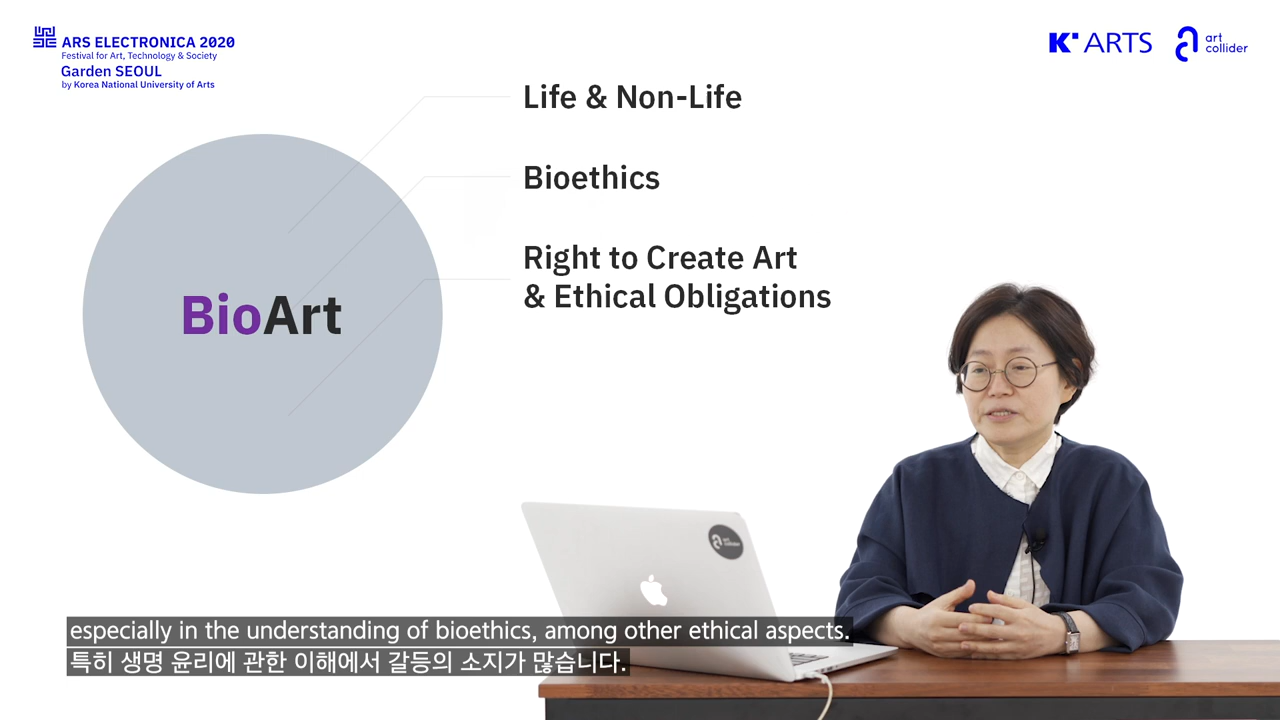 ARS ELECTRONICA 2020
Festival for Art, Technology & Society
Garden SEOUL
by Korea National University of Arts
K'ARTS
art
collider
Life & Non-Life
Bioethics
Right to Create Art
& Ethical Obligations
BioArt
art
collider
especially in the understanding of bioethics, among other ethical aspects.
특히 생명 윤리에 관한 이해에서 갈등의 소지가 많습니다.